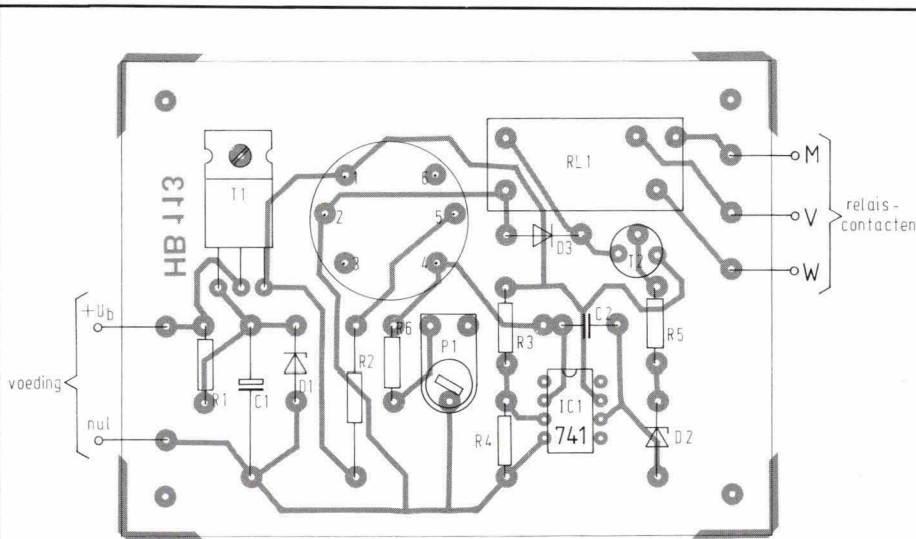 HB 113
T1
1
6
2
5
3
4
RL1
D3
T2
M
V
W
relais-
contacten
+Ub
voeding
nul
R1
C1
D1
R2
R6
P1
R3
C2
R5
R4
IC1
741
D2